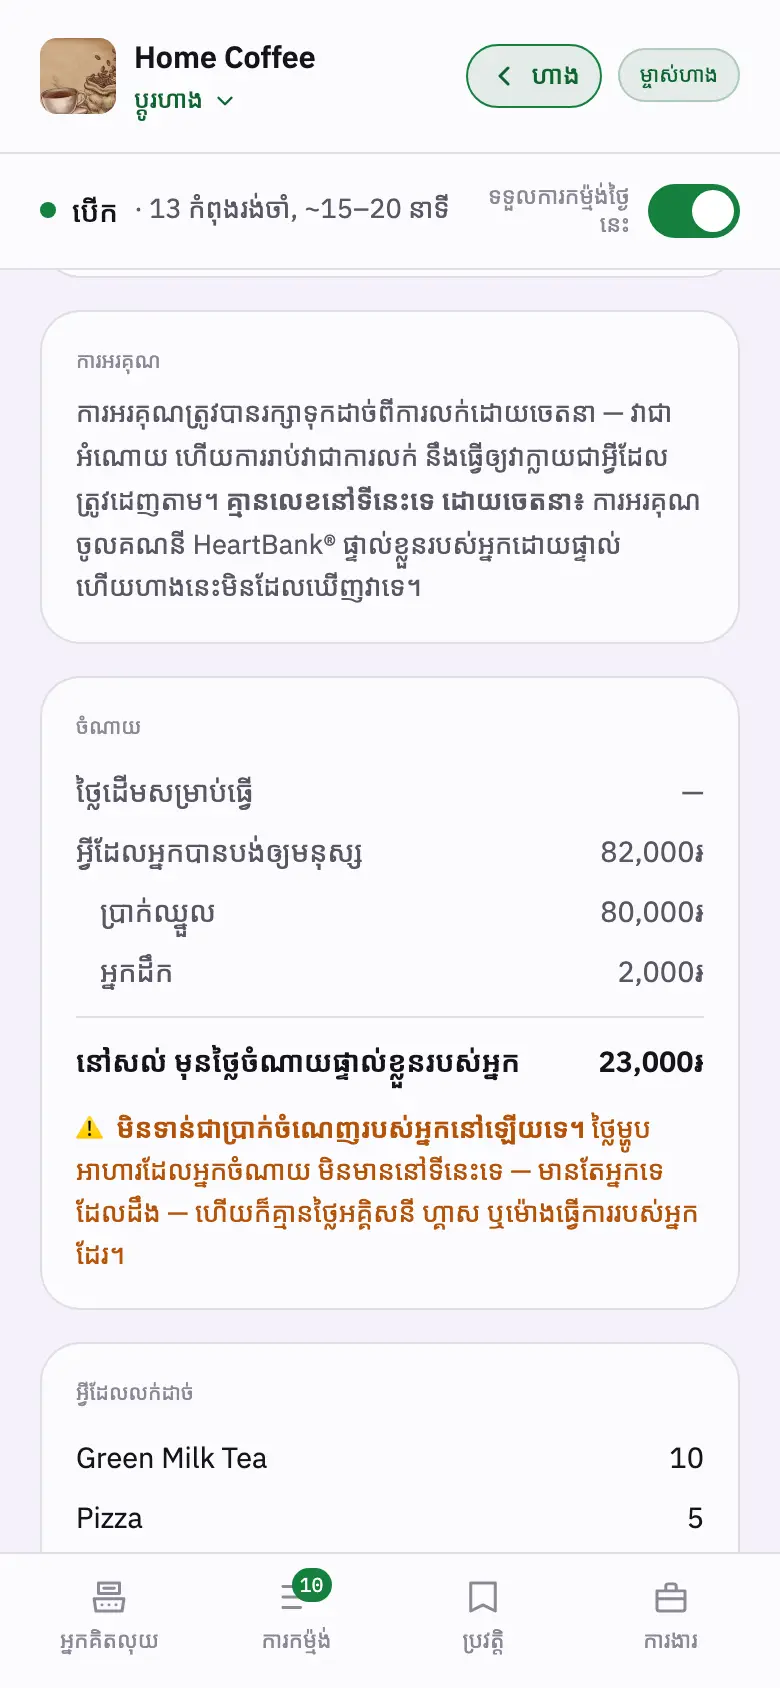 Home Coffee
ប្តូរហាង
ហាង
ម្ចាស់ហាង
បើក · 13 កំពុងរង់ចាំ, ~15–20 នាទី
ទទួលការកម្ម៉ង់ថ្ងៃ
នេះ
ការអរគុណ
ការអរគុណត្រូវបានរក្សាទុកដាច់ពីការលក់ដោយចេតនា — វាជា
អំណោយ ហើយការរាប់វាជាការលក់ នឹងធ្វើឲ្យវាក្លាយជាអ្វីដែល
ត្រូវដេញតាម។ គ្មានលេខនៅទីនេះទេ ដោយចេតនា៖ ការអរគុណ
ចូលគណនី HeartBank® ផ្ទាល់ខ្លួនរបស់អ្នកដោយផ្ទាល់
ហើយហាងនេះមិនដែលឃើញវាទេ។
ចំណាយ
ថ្លៃដើមសម្រាប់ធ្វើ —
អ្វីដែលអ្នកបានបង់ឲ្យមនុស្ស 82,000៛
ប្រាក់ឈ្នួល 80,000៛
អ្នកដឹក 2,000៛
នៅសល់ មុនថ្លៃចំណាយផ្ទាល់ខ្លួនរបស់អ្នក 23,000៛
⚠️ មិនទាន់ជាប្រាក់ចំណេញរបស់អ្នកនៅឡើយទេ។ ថ្លៃម្ហូប
អាហារដែលអ្នកចំណាយ មិនមាននៅទីនេះទេ — មានតែអ្នកទេ
ដែលដឹង — ហើយក៏គ្មានថ្លៃអគ្គិសនី ហ្គាស ឬម៉ោងធ្វើការរបស់អ្នក
ដែរ។
អ្វីដែលលក់ដាច់
Green Milk Tea 10
Pizza 5
10
អ្នកគិតលុយ
ការកម្ម៉ង់
ប្រវត្តិ
ការងារ